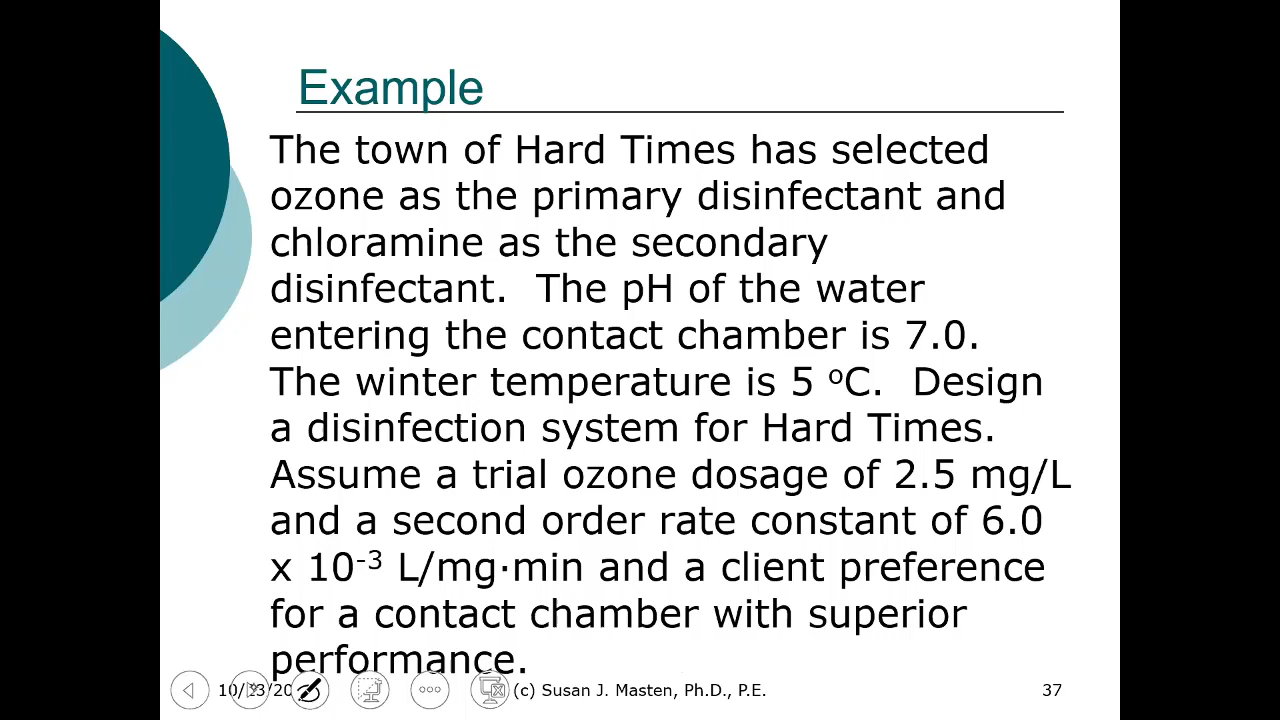 Example
The town of Hard Times has selected
ozone as the primary disinfectant and
chloramine as the secondary
disinfectant.  The pH of the water
entering the contact chamber is 7.0.
The winter temperature is 5 ºC.  Design
a disinfection system for Hard Times.
Assume a trial ozone dosage of 2.5 mg/L
and a second order rate constant of 6.0
x 10⁻³ L/mg·min and a client preference
for a contact chamber with superior
performance.
(c) Susan J. Masten, Ph.D., P.E. 37